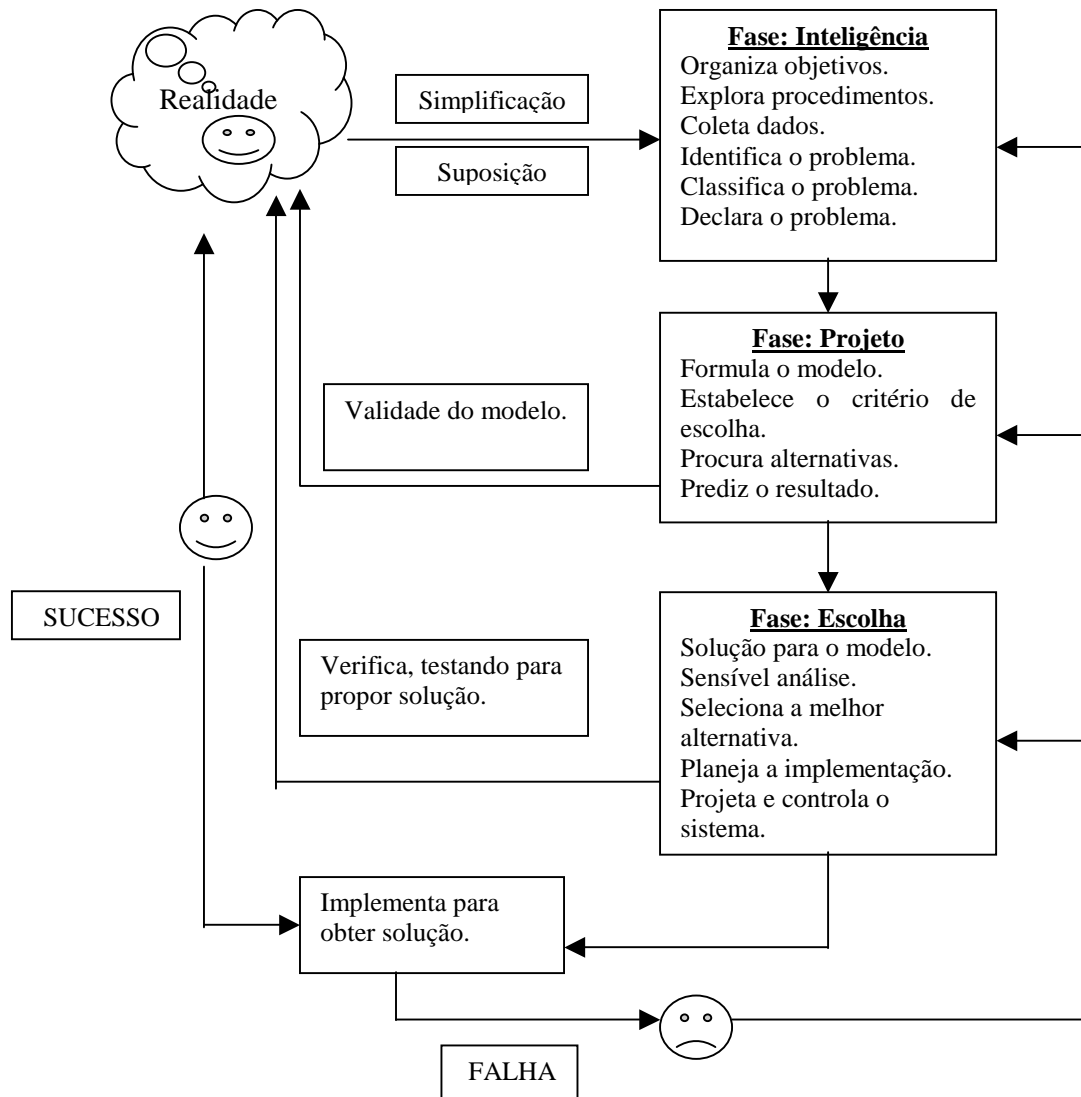 Realidade
Simplificação
Suposição
Fase: Inteligência
Organiza objetivos.
Explora procedimentos.
Coleta dados.
Identifica o problema.
Classifica o problema.
Declara o problema.
Fase: Projeto
Formula o modelo.
Estabelece o critério de
escolha.
Procura alternativas.
Prediz o resultado.
Validade do modelo.
SUCESSO
Fase: Escolha
Solução para o modelo.
Sensível análise.
Seleciona a melhor
alternativa.
Planeja a implementação.
Projeta e controla o
sistema.
Verifica, testando para
propor solução.
Implementa para
obter solução.
FALHA